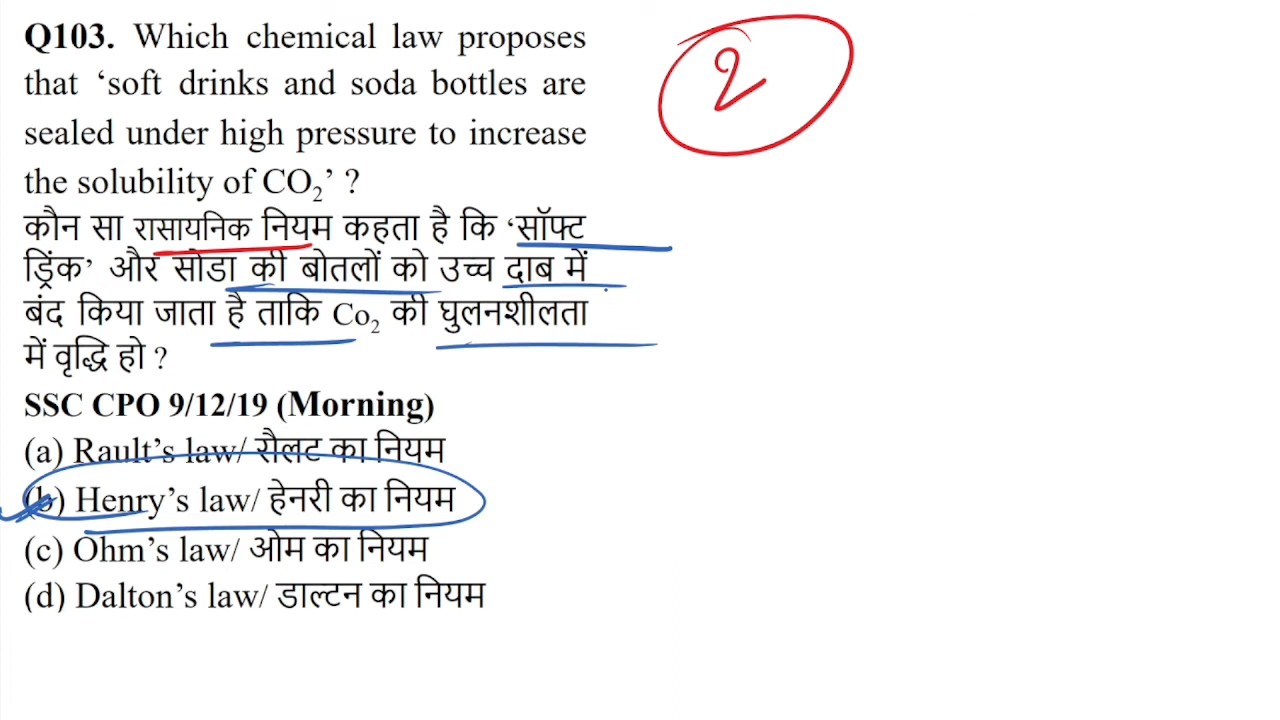 Q103. Which chemical law proposes
that ‘soft drinks and soda bottles are
sealed under high pressure to increase
the solubility of CO₂’ ?
कौन सा रासायनिक नियम कहता है कि ‘सॉफ्ट
ड्रिंक’ और सोडा की बोतलों को उच्च दाब में
बंद किया जाता है ताकि Co₂ की घुलनशीलता
में वृद्धि हो ?
SSC CPO 9/12/19 (Morning)
(a) Rault’s law/ रौलट का नियम
(b) Henry’s law/ हेनरी का नियम
(c) Ohm’s law/ ओम का नियम
(d) Dalton’s law/ डाल्टन का नियम